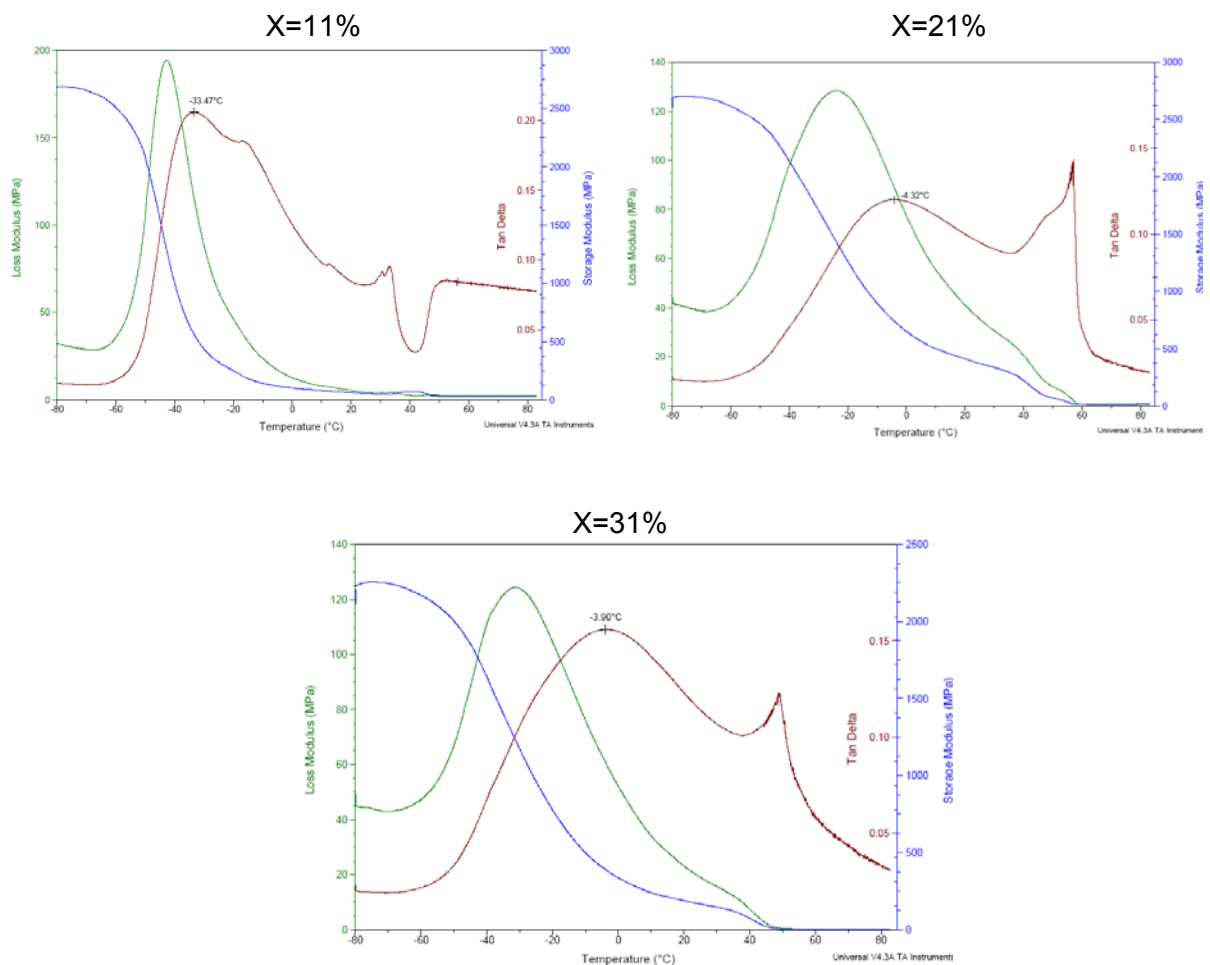 X=11%
200
150
100
50
0
Loss Modulus (MPa)
-33.47°C
0.20
0.15
0.10
0.05
Tan Delta
3000
2500
2000
1500
1000
500
0
Storage Modulus (MPa)
-80 -60 -40 -20 0 20 40 60 80
Temperature (°C)
Universal V4.3A TA Instruments
X=21%
140
120
100
80
60
40
20
0
Loss Modulus (MPa)
-4.32°C
0.15
0.10
0.05
Tan Delta
3000
2500
2000
1500
1000
500
0
Storage Modulus (MPa)
-80 -60 -40 -20 0 20 40 60 80
Temperature (°C)
Universal V4.3A TA Instruments
X=31%
140
120
100
80
60
40
20
0
Loss Modulus (MPa)
-3.90°C
0.15
0.10
0.05
Tan Delta
2500
2000
1500
1000
500
0
Storage Modulus (MPa)
-80 -60 -40 -20 0 20 40 60 80
Temperature (°C)
Universal V4.3A TA Instruments